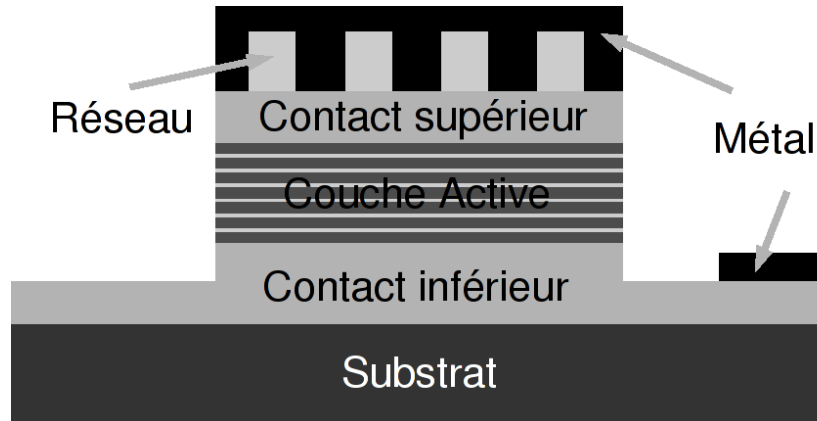 Réseau
Contact supérieur
Métal
Couche Active
Contact inférieur
Substrat